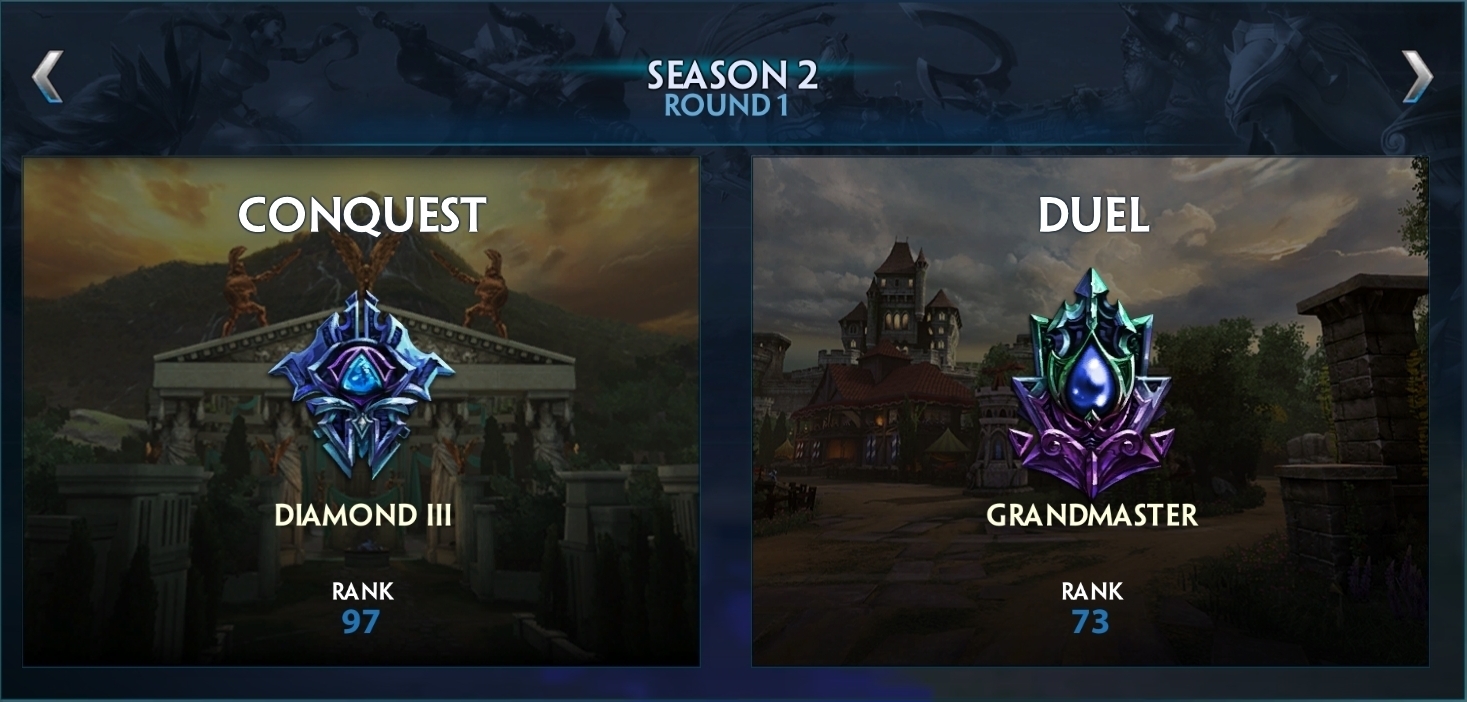 SEASON 2
ROUND 1
CONQUEST
DIAMOND III
RANK
97
DUEL
GRANDMASTER
RANK
73